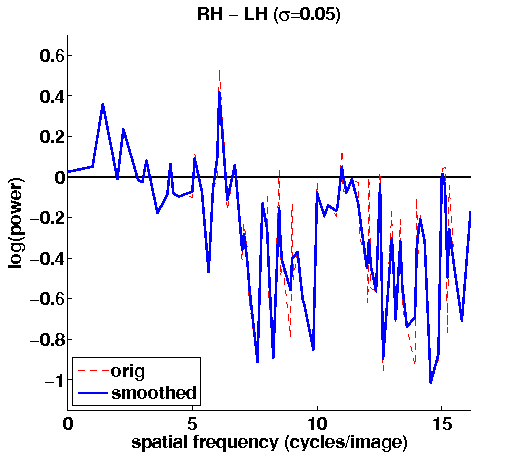 RH − LH (σ=0.05)
log(power)
0.6
0.4
0.2
0
−0.2
−0.4
−0.6
−0.8
−1
orig
smoothed
0 5 10 15
spatial frequency (cycles/image)